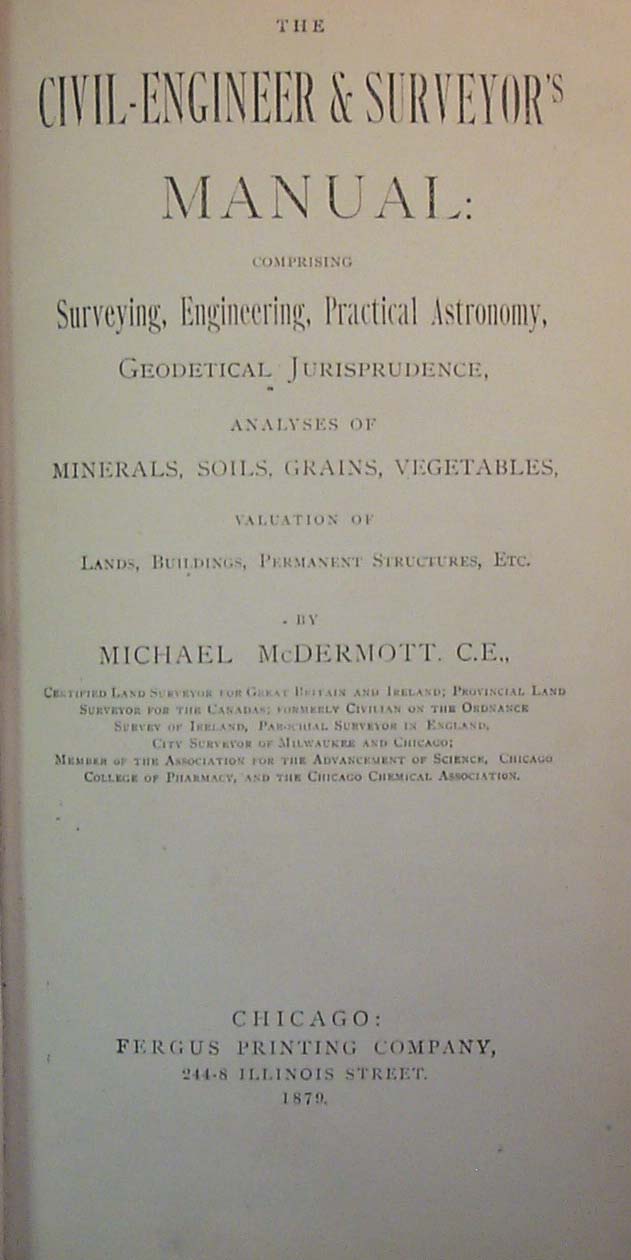 THE
CIVIL-ENGINEER & SURVEYOR'S
MANUAL:
COMPRISING
Surveying, Engineering, Practical Astronomy,
GEODETICAL JURISPRUDENCE,
ANALYSES OF
MINERALS, SOILS, GRAINS, VEGETABLES,
VALUATION OF
LANDS, BUILDINGS, PERMANENT STRUCTURES, ETC.
BY
MICHAEL McDERMOTT, C.E.,
CERTIFIED LAND SURVEYOR FOR GREAT BRITAIN AND IRELAND; PROVINCIAL LAND
SURVEYOR FOR THE CANADAS; FORMERLY CIVILIAN ON THE ORDNANCE
SURVEY OF IRELAND, PAROCHIAL SURVEYOR IN ENGLAND,
CITY SURVEYOR OF MILWAUKEE AND CHICAGO;
MEMBER OF THE ASSOCIATION FOR THE ADVANCEMENT OF SCIENCE, CHICAGO
COLLEGE OF PHARMACY, AND THE CHICAGO CHEMICAL ASSOCIATION.
CHICAGO:
FERGUS PRINTING COMPANY,
244-8 ILLINOIS STREET.
1879.